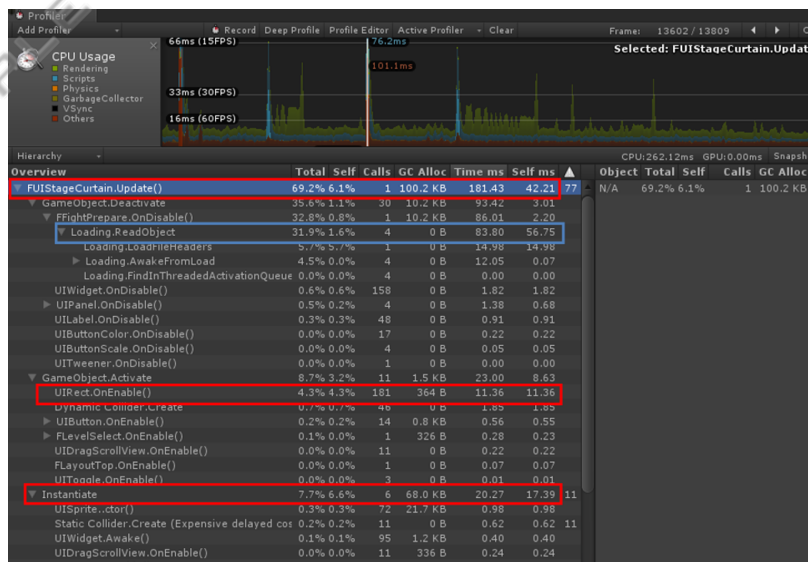 Profiler
Add Profiler Record Deep Profile Profile Editor Active Profiler Clear Frame: 13602 / 13809
CPU Usage
Rendering
Scripts
Physics
GarbageCollector
VSync
Others
66ms (15FPS)
33ms (30FPS)
16ms (60FPS)
76.2ms
101.1ms
Selected: FUIStageCurtain.Updat
Hierarchy CPU:262.12ms GPU:0.00ms Snapsh
Overview Total Self Calls GC Alloc Time ms Self ms Object Total Self Calls GC Alloc
FUIStageCurtain.Update() 69.2% 6.1% 1 100.2 KB 181.43 42.21 77 N/A 69.2% 6.1% 1 100.2 KB
GameObject.Deactivate 35.6% 1.1% 30 10.2 KB 93.42 3.01
FFightPrepare.OnDisable() 32.8% 0.8% 1 10.2 KB 86.01 2.20
Loading.ReadObject 31.9% 1.6% 4 0 B 83.80 56.75
Loading.LoadFileHeaders 5.7% 5.7% 1 0 B 14.98 14.98
Loading.AwakeFromLoad 4.5% 0.0% 4 0 B 12.05 0.07
Loading.FindInThreadedActivationQueue 0.0% 0.0% 4 0 B 0.00 0.00
UIWidget.OnDisable() 0.6% 0.6% 158 0 B 1.82 1.82
UIPanel.OnDisable() 0.5% 0.2% 4 0 B 1.38 0.68
UILabel.OnDisable() 0.3% 0.3% 48 0 B 0.91 0.91
UIButtonColor.OnDisable() 0.0% 0.0% 17 0 B 0.22 0.22
UIButtonScale.OnDisable() 0.0% 0.0% 4 0 B 0.05 0.05
UITweener.OnDisable() 0.0% 0.0% 1 0 B 0.00 0.00
GameObject.Activate 8.7% 3.2% 11 1.5 KB 23.00 8.63
UIRect.OnEnable() 4.3% 4.3% 181 364 B 11.36 11.36
Dynamic Collider.Create 0.7% 0.7% 46 0 B 1.85 1.85
UIButton.OnEnable() 0.2% 0.2% 14 0.8 KB 0.56 0.55
FLevelSelect.OnEnable() 0.1% 0.0% 1 326 B 0.28 0.23
UIDragScrollView.OnEnable() 0.0% 0.0% 11 0 B 0.22 0.22
FLayoutTop.OnEnable() 0.0% 0.0% 1 0 B 0.07 0.07
UIToggle.OnEnable() 0.0% 0.0% 3 0 B 0.01 0.01
Instantiate 7.7% 6.6% 6 68.0 KB 20.27 17.39 11
UISprite..ctor() 0.3% 0.3% 72 21.7 KB 0.98 0.98
Static Collider.Create (Expensive delayed cos 0.2% 0.2% 11 0 B 0.62 0.62 11
UIWidget.Awake() 0.1% 0.1% 95 1.2 KB 0.40 0.40
UIDragScrollView.OnEnable() 0.0% 0.0% 11 336 B 0.24 0.24